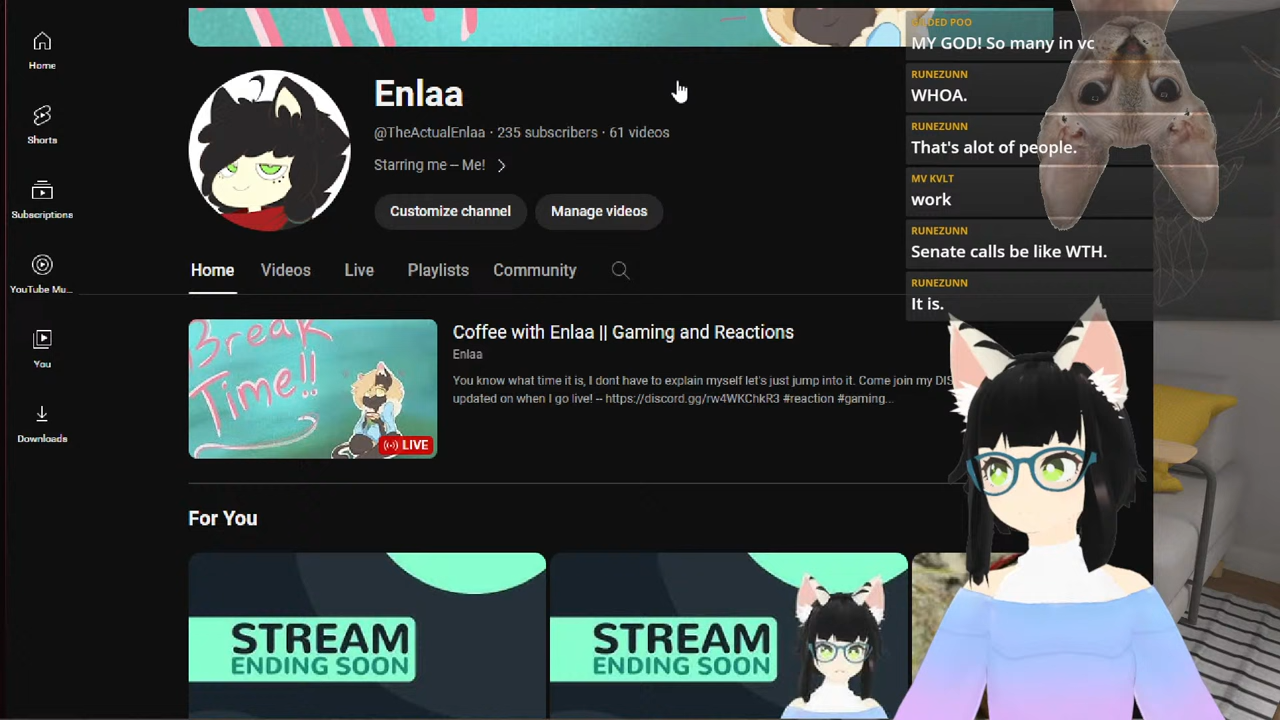 Home
Shorts
Subscriptions
YouTube Mu...
You
Downloads
Enlaa
@TheActualEnlaa · 235 subscribers · 61 videos
Starring me – Me!
Customize channel
Manage videos
Home Videos Live Playlists Community
Break
Time!!
LIVE
Coffee with Enlaa || Gaming and Reactions
Enlaa
You know what time it is, I dont have to explain myself let's just jump into it. Come join my DIS
updated on when I go live! -- https://discord.gg/rw4WKChkR3 #reaction #gaming...
For You
STREAM
ENDING SOON
STREAM
ENDING SOON
DED POO
MY GOD! So many in vc
RUNEZUNN
WHOA.
RUNEZUNN
That's alot of people.
MV KVLT
work
RUNEZUNN
Senate calls be like WTH.
RUNEZUNN
It is.